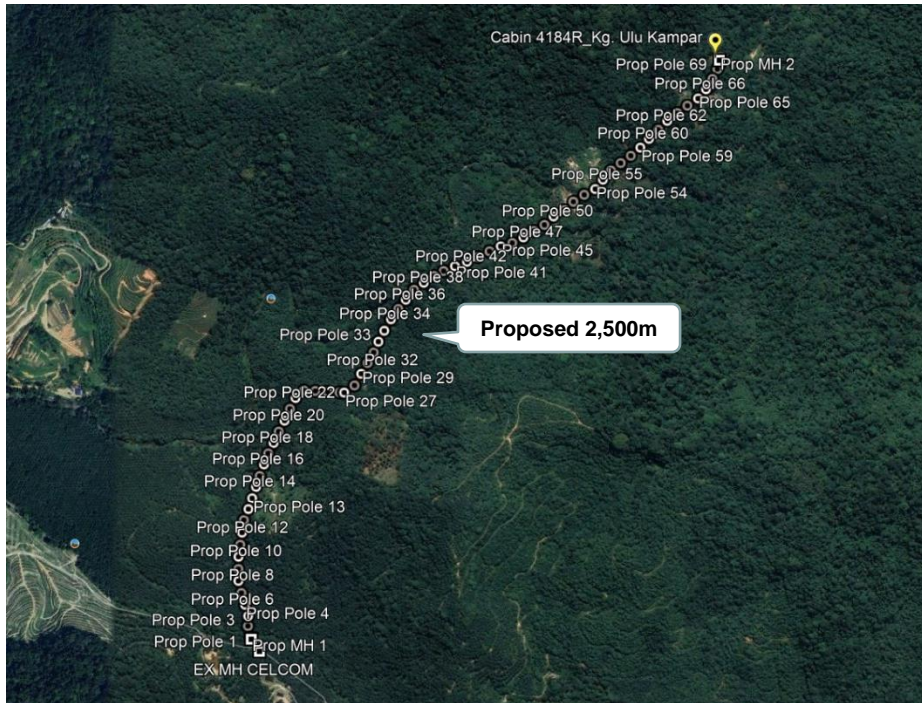 Cabin 4184R_Kg. Ulu Kampar
Prop Pole 69
Prop MH 2
Prop Pole 66
Prop Pole 65
Prop Pole 62
Prop Pole 60
Prop Pole 59
Prop Pole 55
Prop Pole 54
Prop Pole 50
Prop Pole 47
Prop Pole 45
Prop Pole 42
Prop Pole 41
Prop Pole 38
Prop Pole 36
Prop Pole 34
Prop Pole 33
Proposed 2,500m
Prop Pole 32
Prop Pole 29
Prop Pole 22
Prop Pole 27
Prop Pole 20
Prop Pole 18
Prop Pole 16
Prop Pole 14
Prop Pole 13
Prop Pole 12
Prop Pole 10
Prop Pole 8
Prop Pole 6
Prop Pole 4
Prop Pole 3
Prop Pole 1
Prop MH 1
EX MH CELCOM